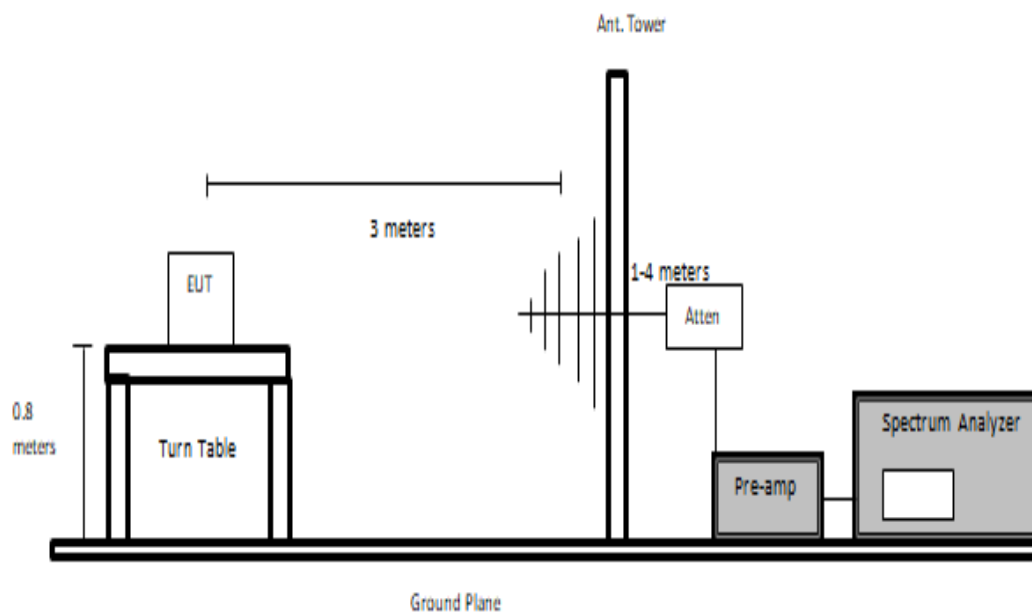 Ant. Tower
3 meters
EUT
1-4 meters
Atten
0.8
meters
Turn Table
Spectrum Analyzer
Pre-amp
Ground Plane